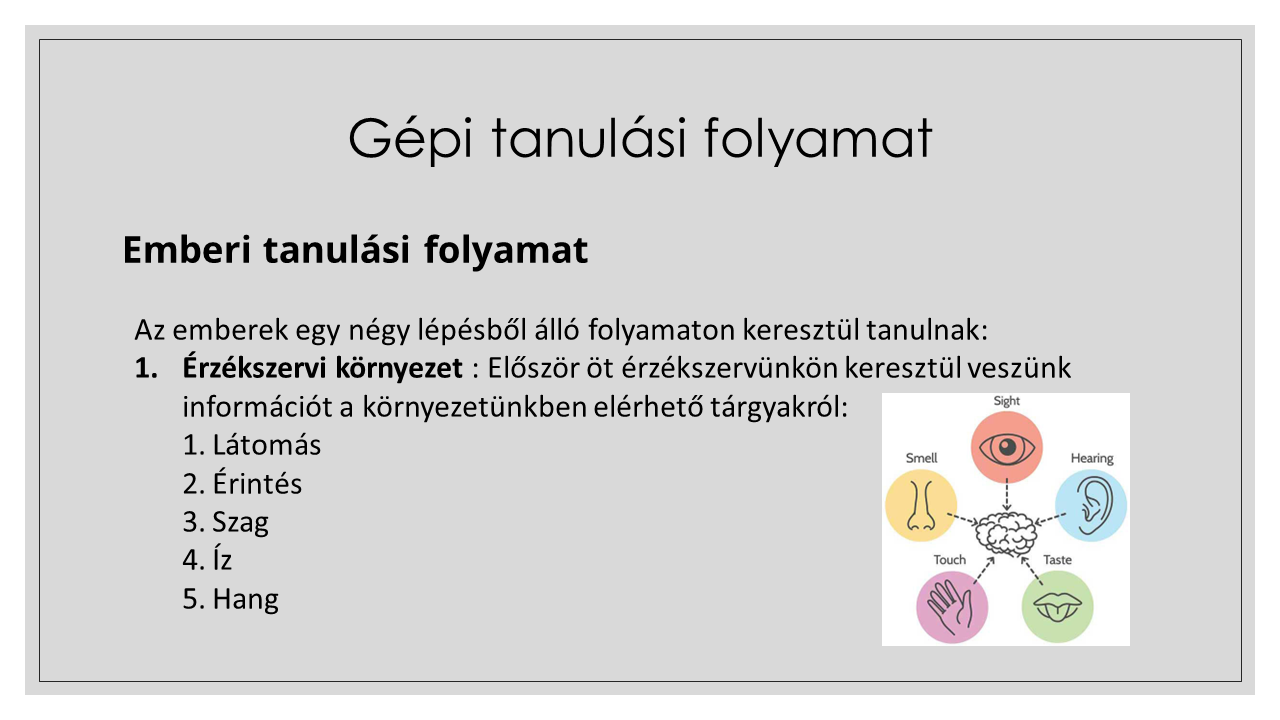 Gépi tanulási folyamat
Emberi tanulási folyamat
Az emberek egy négy lépésből álló folyamaton keresztül tanulnak:
1. Érzékszervi környezet : Először öt érzékszervünkön keresztül veszünk
információt a környezetünkben elérhető tárgyakról:
1. Látomás
2. Érintés
3. Szag
4. Íz
5. Hang
Sight
Smell
Hearing
Touch
Taste